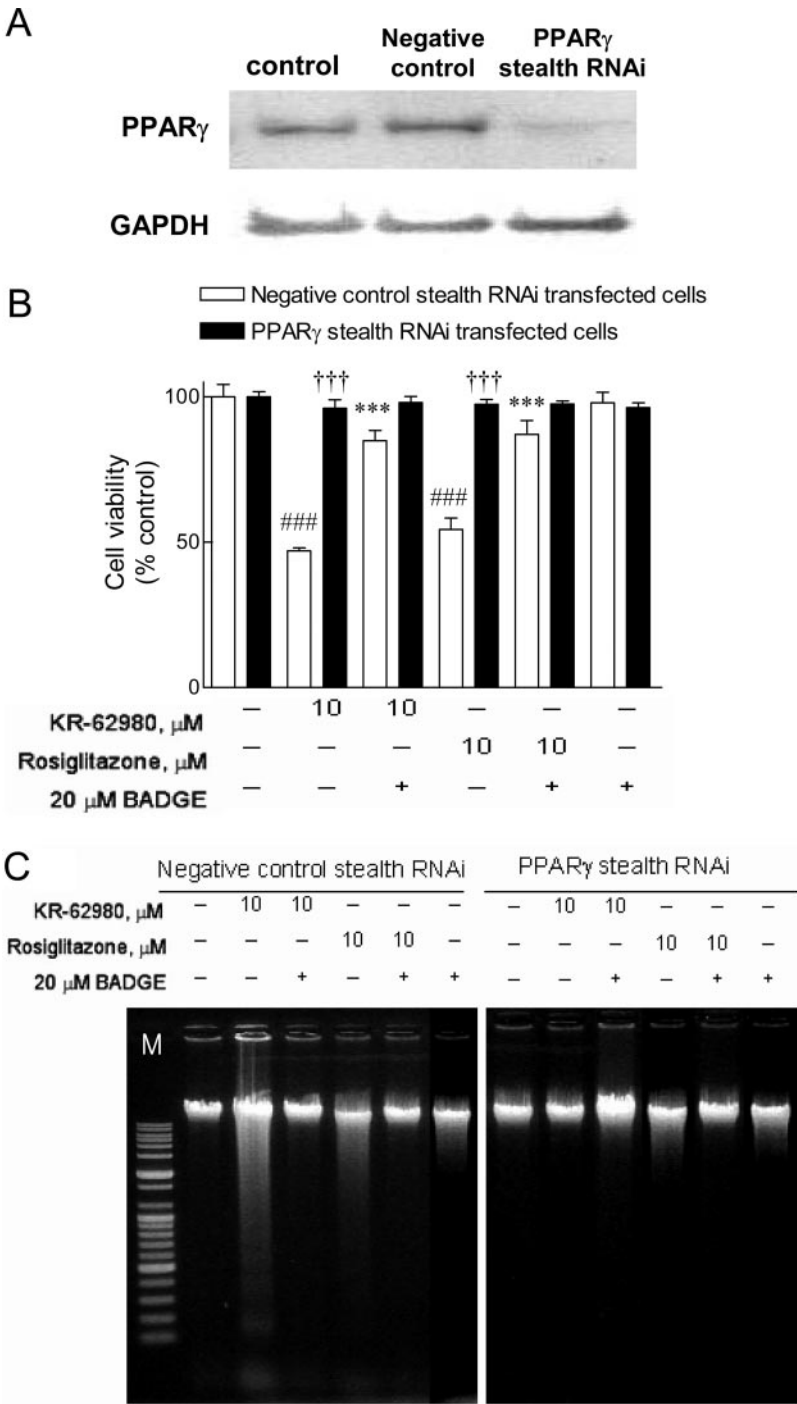 A
control
Negative
control
PPARγ
stealth RNAi
PPARγ
GAPDH
B
Negative control stealth RNAi transfected cells
PPARγ stealth RNAi transfected cells
Cell viability
(% control)
100
50
0
###
†††
***
###
†††
***
KR-62980, μM – 10 10 – – –
Rosiglitazone, μM – – – 10 10 –
20 μM BADGE – – + – + +
C
Negative control stealth RNAi
PPARγ stealth RNAi
KR-62980, μM – 10 10 – – – – 10 10 – – –
Rosiglitazone, μM – – – 10 10 – – – – 10 10 –
20 μM BADGE – – + – + + – – + – + +
M